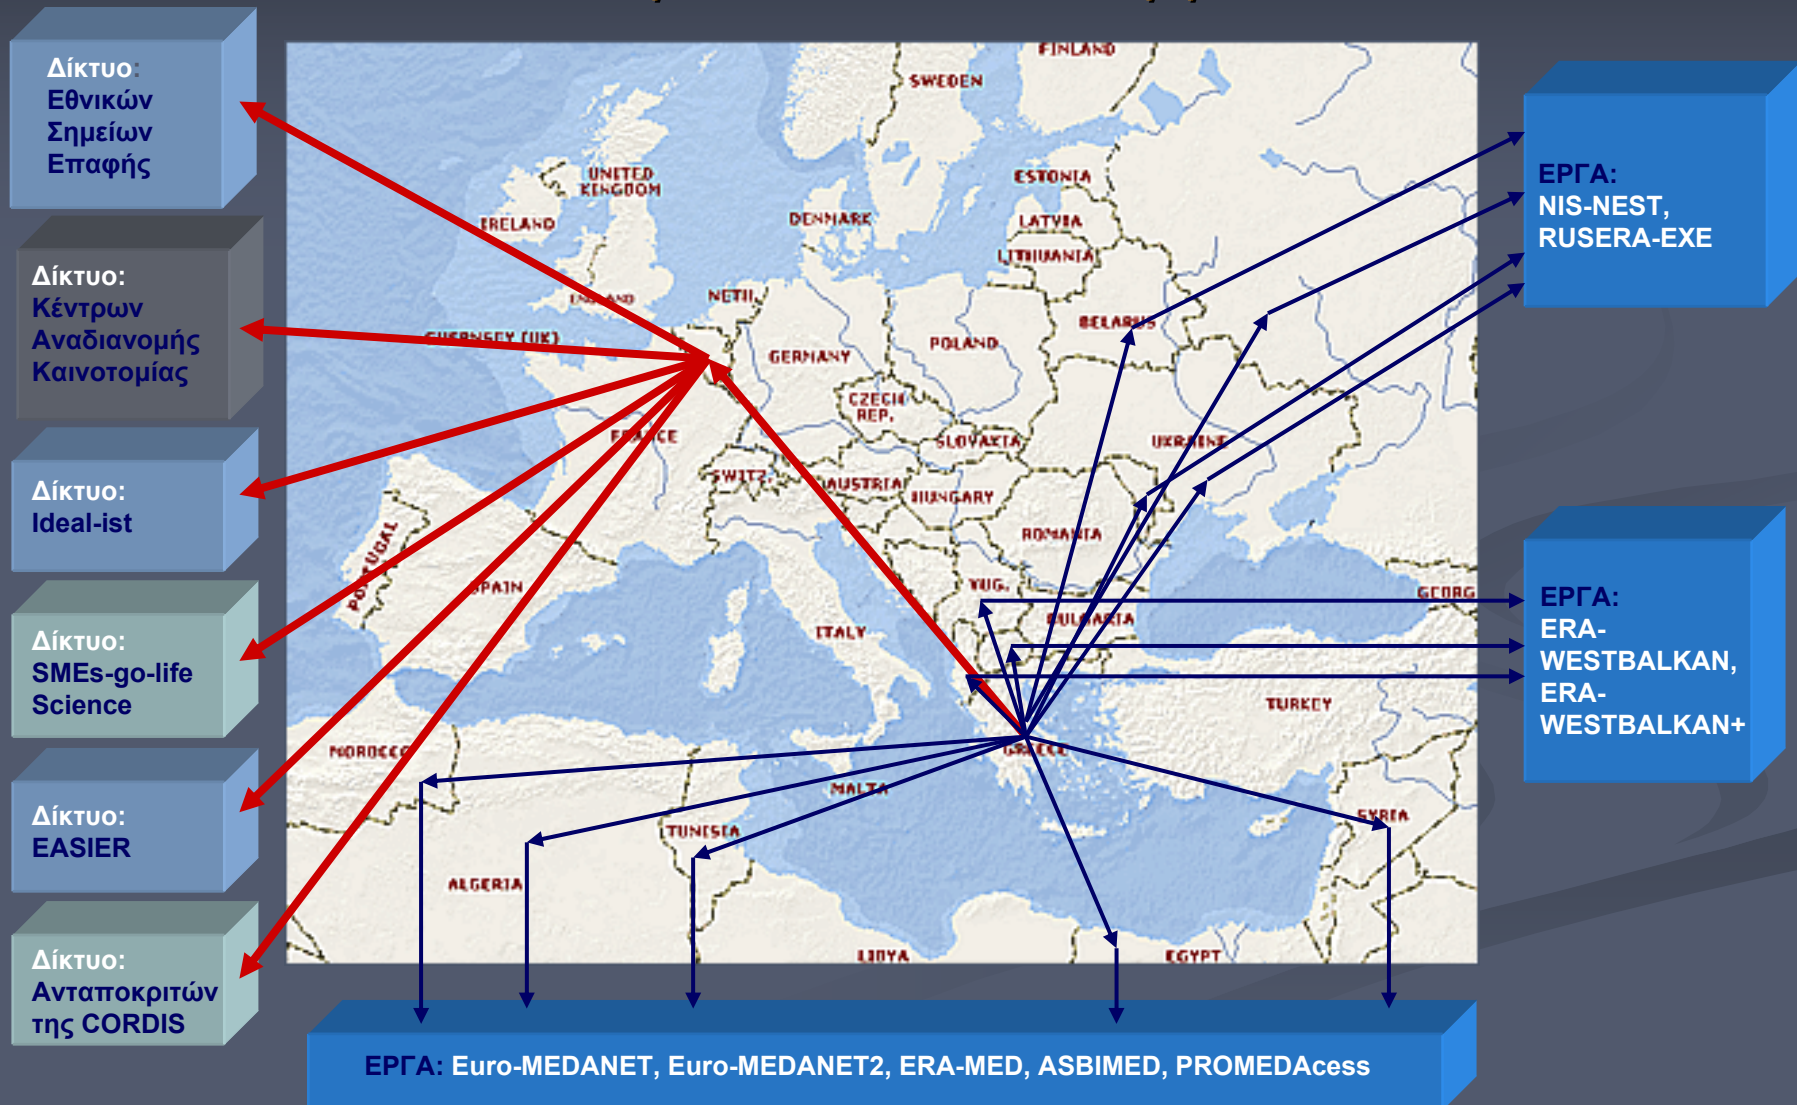 Δίκτυο:
Εθνικών
Σημείων
Επαφής
Δίκτυο:
Κέντρων
Αναδιανομής
Καινοτομίας
Δίκτυο:
Ideal-ist
Δίκτυο:
SMEs-go-life
Science
Δίκτυο:
EASIER
Δίκτυο:
Ανταποκριτών
της CORDIS
FINLAND
SWEDEN
UNITED
KINGDOM
ESTONIA
IRELAND
DENMARK
LATVIA
LITHUANIA
NETH.
ENGLAND
GUERNSEY (UK)
BELARUS
GERMANY
POLAND
CZECH
REP.
FRANCE
SLOVAKIA
UKRAINE
SWITZ.
AUSTRIA
HUNGARY
ROMANIA
PORTUGAL
SPAIN
YUG.
GEORG
BULGARIA
ITALY
TURKEY
MOROCCO
GREECE
MALTA
SYRIA
TUNISIA
ALGERIA
LIBYA
EGYPT
ΕΡΓΑ:
NIS-NEST,
RUSERA-EXE
ΕΡΓΑ:
ERA-
WESTBALKAN,
ERA-
WESTBALKAN+
ΕΡΓΑ: Euro-MEDANET, Euro-MEDANET2, ERA-MED, ASBIMED, PROMEDAcess